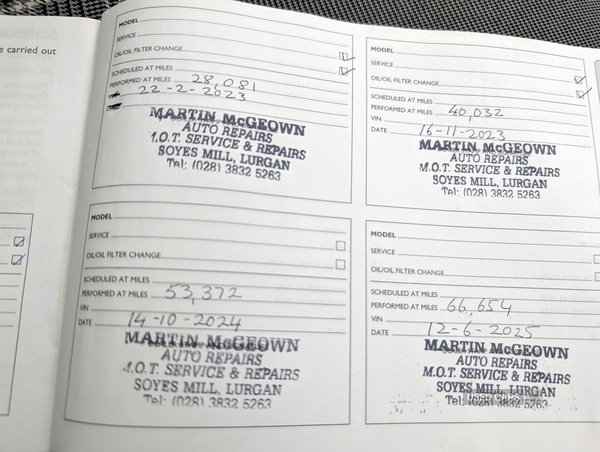 e carried out
MODEL
SERVICE
OIL/OIL FILTER CHANGE
SCHEDULED AT MILES
PERFORMED AT MILES 28,081
22-2-2023
MARTIN McGEOWN
AUTO REPAIRS
M.O.T. SERVICE & REPAIRS
SOYES MILL, LURGAN
Tel: (028) 3832 5263
MODEL
SERVICE
OIL/OIL FILTER CHANGE
SCHEDULED AT MILES
PERFORMED AT MILES 40,032
VIN
DATE 16-11-2023
MARTIN McGEOWN
AUTO REPAIRS
M.O.T. SERVICE & REPAIRS
SOYES MILL, LURGAN
Tel: (028) 3832 5263
MODEL
SERVICE
OIL/OIL FILTER CHANGE
SCHEDULED AT MILES
PERFORMED AT MILES 53,372
VIN
DATE 14-10-2024
MARTIN McGEOWN
AUTO REPAIRS
.O.T. SERVICE & REPAIRS
SOYES MILL, LURGAN
Tel: (028) 3832 5263
MODEL
SERVICE
OIL/OIL FILTER CHANGE
SCHEDULED AT MILES
PERFORMED AT MILES 66,654
VIN
DATE 12-6-2025
MARTIN McGEOWN
AUTO REPAIRS
M.O.T. SERVICE & REPAIRS
SOYES MILL, LURGAN
Tel: (028) 3832 5263